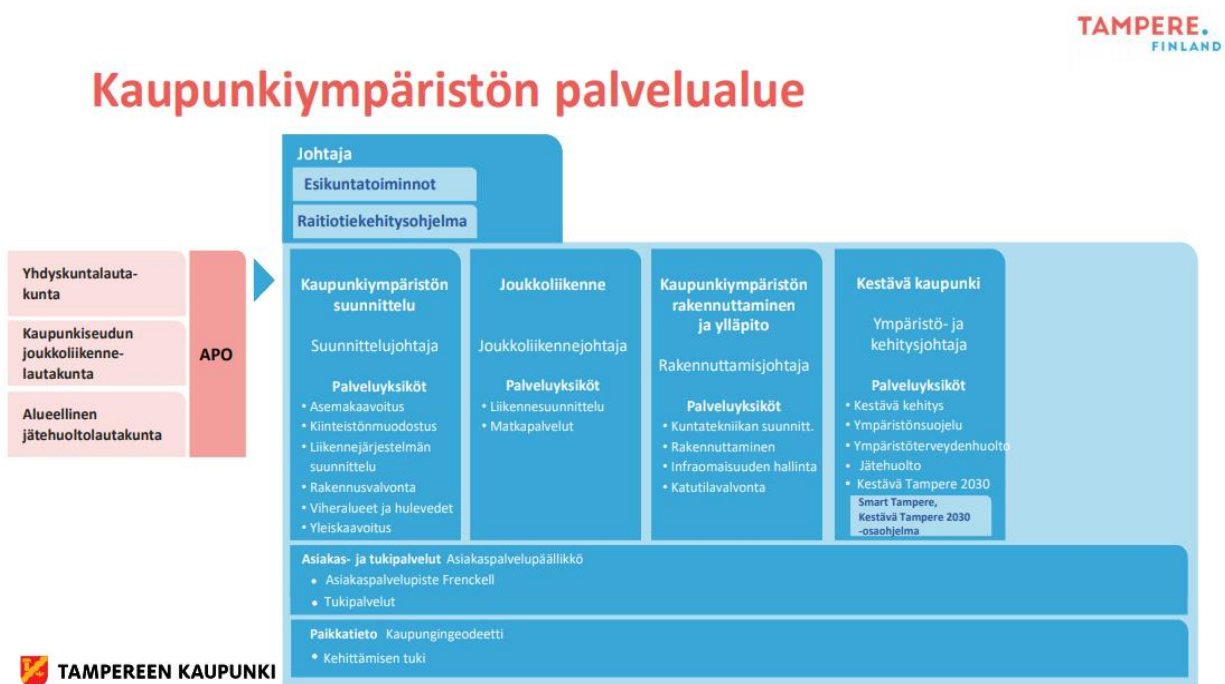 TAMPERE.
FINLAND
Kaupunkiympäristön palvelualue
Johtaja
Esikuntatoiminnot
Raitiotiekehitysohjelma
Yhdyskuntalauta-
kunta
Kaupunkiseudun
joukkoliikenne-
lautakunta
Alueellinen
jätehuoltolautakunta
APO
Kaupunkiympäristön
suunnittelu
Suunnittelujohtaja
Palveluyksiköt
• Asemakaavoitus
• Kiinteistönmuodostus
• Liikennejärjestelmän
suunnittelu
• Rakennusvalvonta
• Viheralueet ja hulevedet
• Yleiskaavoitus
Joukkoliikenne
Joukkoliikennejohtaja
Palveluyksiköt
• Liikennesuunnittelu
• Matkapalvelut
Kaupunkiympäristön
rakennuttaminen
ja ylläpito
Rakennuttamisjohtaja
Palveluyksiköt
• Kuntatekniikan suunnitt.
• Rakennuttaminen
• Infraomaisuuden hallinta
• Katutilavalvonta
Kestävä kaupunki
Ympäristö- ja
kehitysjohtaja
Palveluyksiköt
• Kestävä kehitys
• Ympäristönsuojelu
• Ympäristöterveydenhuolto
• Jätehuolto
• Kestävä Tampere 2030
Smart Tampere,
Kestävä Tampere 2030
-osaohjelma
Asiakas- ja tukipalvelut Asiakaspalvelupäällikkö
• Asiakaspalvelupiste Frenckell
• Tukipalvelut
Paikkatieto Kaupungingeodeetti
• Kehittämisen tuki
TAMPEREEN KAUPUNKI